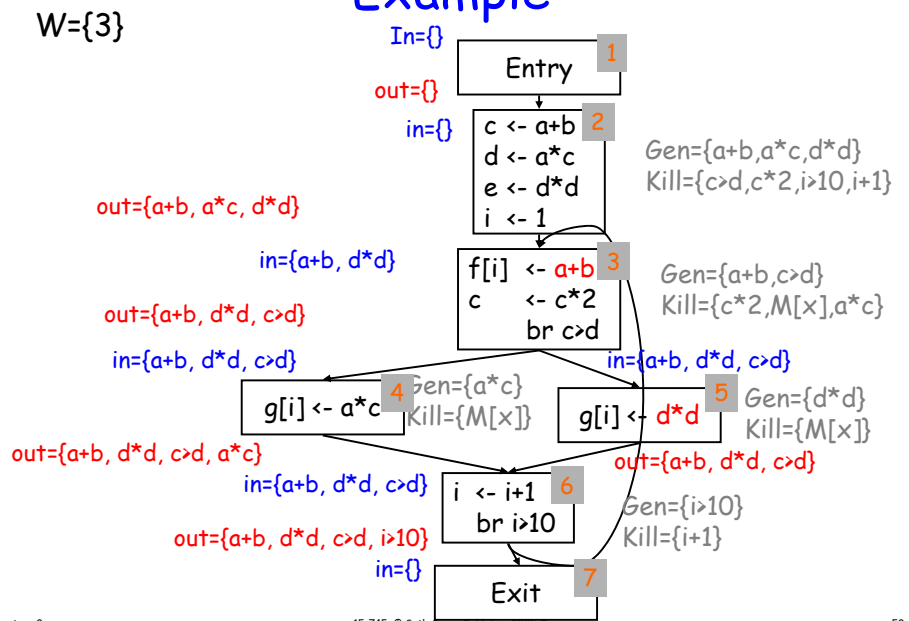 Example
W={3}
In={}
1
Entry
out={}
in={}
2
c <- a+b
d <- a*c
e <- d*d
i <- 1
Gen={a+b,a*c,d*d}
Kill={c>d,c*2,i>10,i+1}
out={a+b, a*c, d*d}
in={a+b, d*d}
3
f[i] <- a+b
c <- c*2
br c>d
Gen={a+b,c>d}
Kill={c*2,M[x],a*c}
out={a+b, d*d, c>d}
in={a+b, d*d, c>d}
in={a+b, d*d, c>d}
4
g[i] <- a*c
Gen={a*c}
Kill={M[x]}
5
g[i] <- d*d
Gen={d*d}
Kill={M[x]}
out={a+b, d*d, c>d, a*c}
out={a+b, d*d, c>d}
in={a+b, d*d, c>d}
6
i <- i+1
br i>10
Gen={i>10}
Kill={i+1}
out={a+b, d*d, c>d, i>10}
in={}
7
Exit